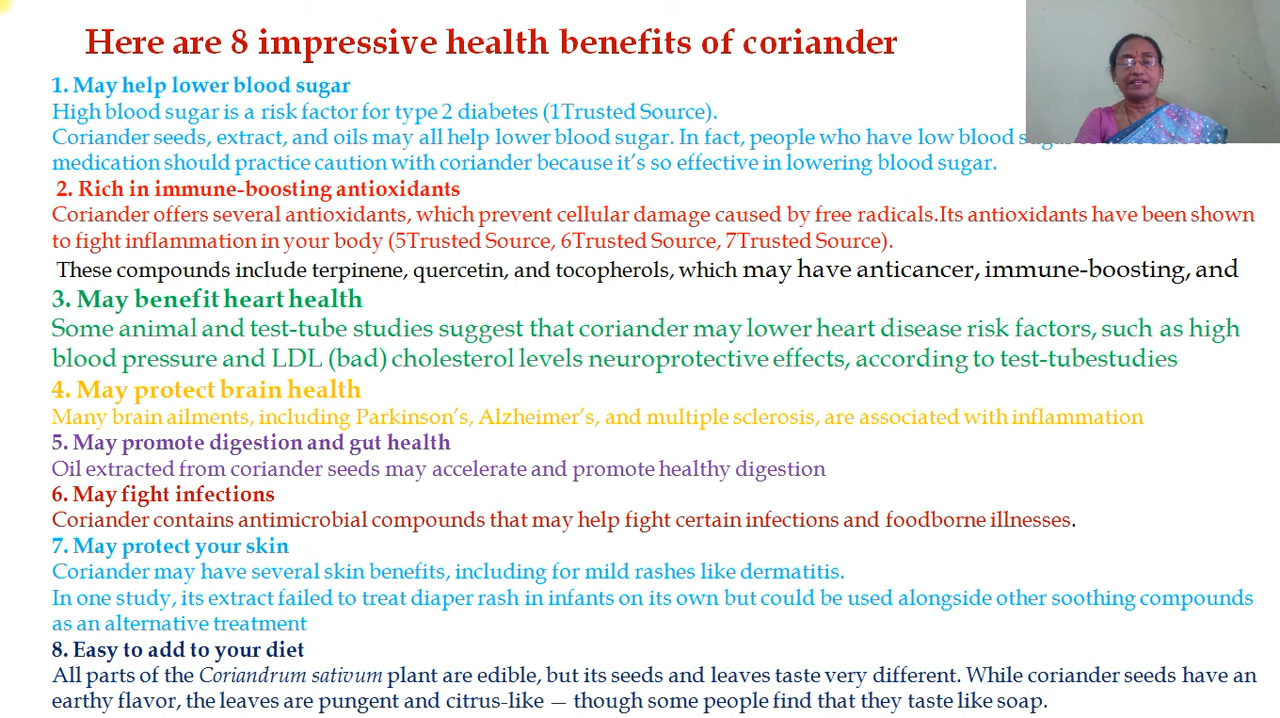 Here are 8 impressive health benefits of coriander
1. May help lower blood sugar
High blood sugar is a risk factor for type 2 diabetes (1Trusted Source).
Coriander seeds, extract, and oils may all help lower blood sugar. In fact, people who have low blood
medication should practice caution with coriander because it's so effective in lowering blood sugar.
2. Rich in immune-boosting antioxidants
Coriander offers several antioxidants, which prevent cellular damage caused by free radicals.Its antioxidants have been shown
to fight inflammation in your body (5Trusted Source, 6Trusted Source, 7Trusted Source).
These compounds include terpinene, quercetin, and tocopherols, which may have anticancer, immune-boosting, and
3. May benefit heart health
Some animal and test-tube studies suggest that coriander may lower heart disease risk factors, such as high
blood pressure and LDL (bad) cholesterol levels neuroprotective effects, according to test-tubestudies
4. May protect brain health
Many brain ailments, including Parkinson's, Alzheimer's, and multiple sclerosis, are associated with inflammation
5. May promote digestion and gut health
Oil extracted from coriander seeds may accelerate and promote healthy digestion
6. May fight infections
Coriander contains antimicrobial compounds that may help fight certain infections and foodborne illnesses.
7. May protect your skin
Coriander may have several skin benefits, including for mild rashes like dermatitis.
In one study, its extract failed to treat diaper rash in infants on its own but could be used alongside other soothing compounds
as an alternative treatment
8. Easy to add to your diet
All parts of the Coriandrum sativum plant are edible, but its seeds and leaves taste very different. While coriander seeds have an
earthy flavor, the leaves are pungent and citrus-like — though some people find that they taste like soap.